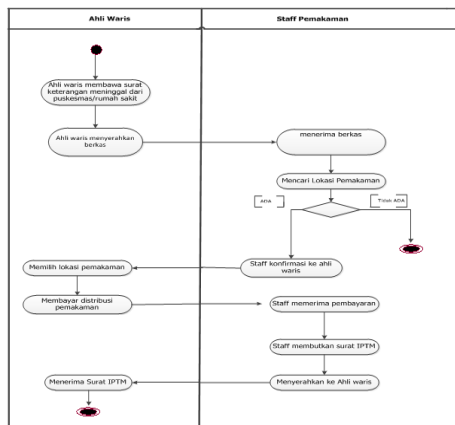 Ahli Waris
Staff Pemakaman
Ahli waris membawa surat
keterangan meninggal dari
puskesmas/rumah sakit
Ahli waris menyerahkan
berkas
menerima berkas
Mencari Lokasi Pemakaman
ADA
Tidak ADA
Staff konfirmasi ke ahli
waris
Memilih lokasi pemakaman
Membayar distribusi
pemakaman
Staff menerima pembayaran
Staff membutkan surat IPTM
Menyerahkan ke Ahli waris
Menerima Surat IPTM